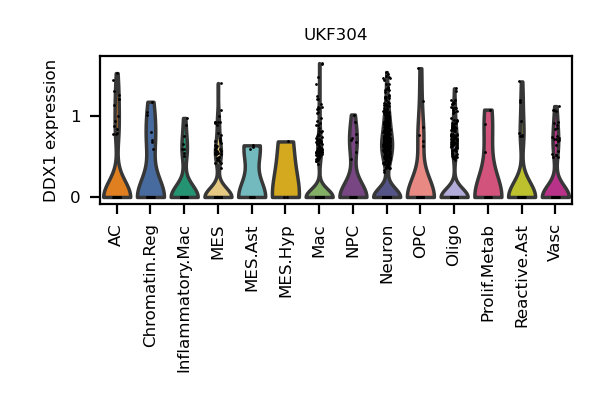 UKF304
DDX1 expression
1
0
AC
Chromatin.Reg
Inflammatory.Mac
MES
MES.Ast
MES.Hyp
Mac
NPC
Neuron
OPC
Oligo
Prolif.Metab
Reactive.Ast
Vasc